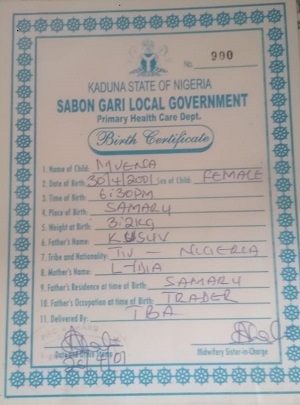 No. 900
KADUNA STATE OF NIGERIA
SABON GARI LOCAL GOVERNMENT
Primary Health Care Dept.
Birth Certificate
1. Name of Child: MVENA
2. Date of Birth: 30/4/2001 Sex of Child: FEMALE
3. Time of Birth: 6:30PM
4. Place of Birth: SAMARU
5. Weight at Birth: 3.2KG
6. Father's Name:
7. Tribe and Nationality: TIV - NIGERIA
8. Mother's Name:
9. Father's Residence at time of Birth: SAMARU
10. Father's Occupation at time of Birth: TRADER
11. Delivered By: TBA
Midwifery Sister-in-Charge